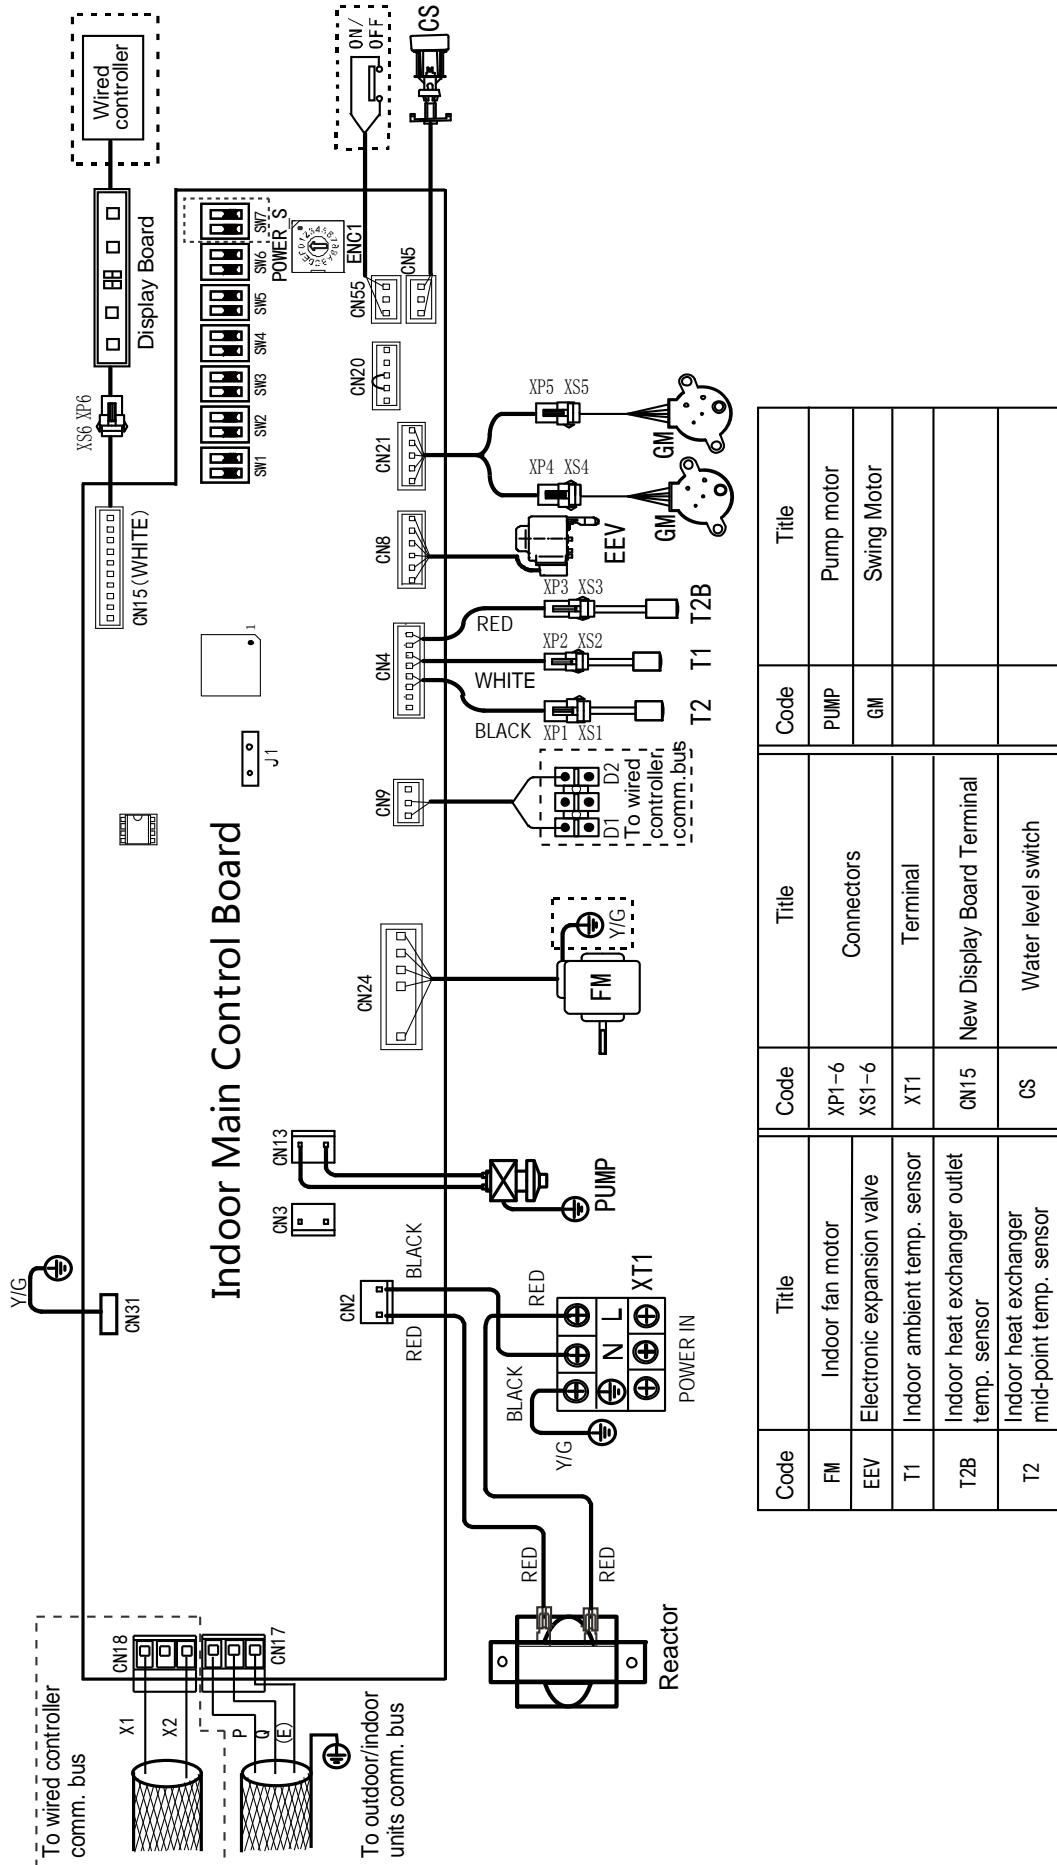 To wired controller
comm. bus
X1
X2
CN18
P
Q
(E)
CN17
To outdoor/indoor
units comm. bus
Y/G
CN31
Indoor Main Control Board
Reactor
RED
RED
CN2
RED
BLACK
Y/G
BLACK
RED
N
L
XT1
POWER IN
CN3
CN13
PUMP
CN24
FM
Y/G
J1
1
CN9
D1
D2
To wired
controller
comm.bus
CN4
BLACK
WHITE
RED
XP1
XS1
XP2
XS2
XP3
XS3
T2
T1
T2B
CN8
EEV
CN21
XP4
XS4
XP5
XS5
GM
GM
CN20
CN55
CN5
ON/
OFF
CS
CN15(WHITE)
XS6
XP6
Display Board
Wired
controller
SW1
SW2
SW3
SW4
SW5
SW6
SW7
POWER_S
ENC1
Code Title Code Title Code Title
FM Indoor fan motor XP1-6 Connectors PUMP Pump motor
EEV Electronic expansion valve XS1-6 GM Swing Motor
T1 Indoor ambient temp. sensor XT1 Terminal
T2B Indoor heat exchanger outlet
temp. sensor CN15 New Display Board Terminal
T2 Indoor heat exchanger
mid-point temp. sensor CS Water level switch